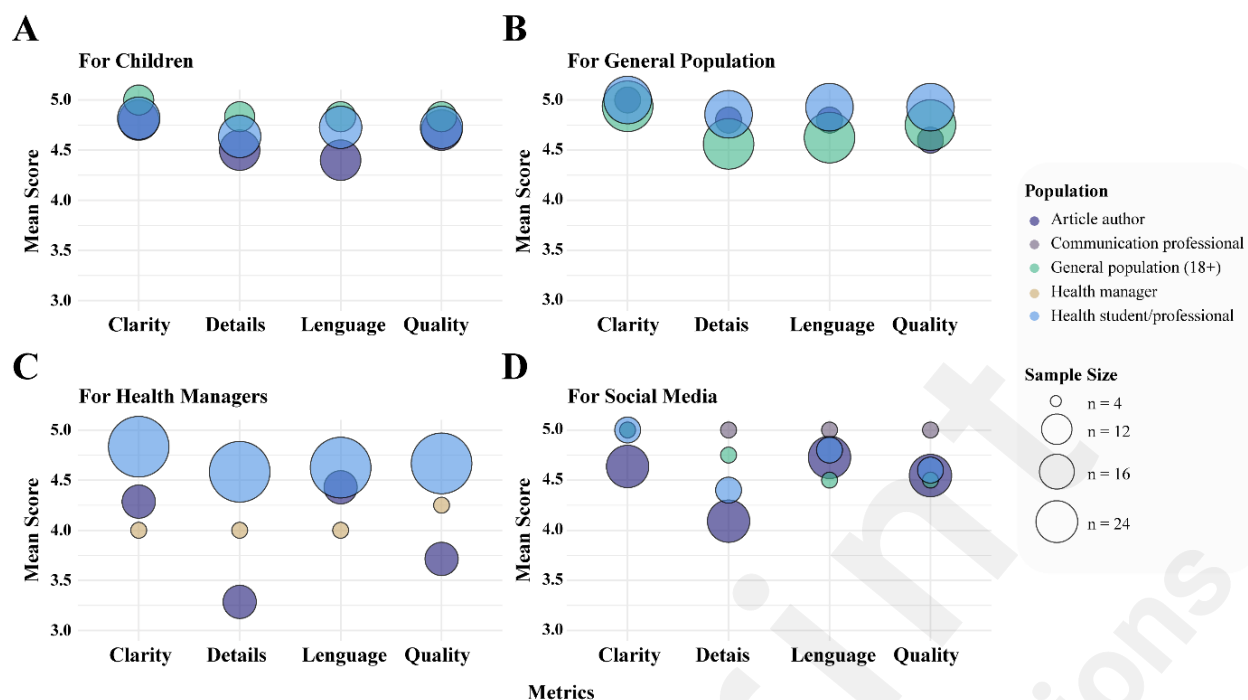 A
For Children
Mean Score
5.0
4.5
4.0
3.5
3.0
Clarity
Details
Lenguage
Quality
B
For General Population
Mean Score
5.0
4.5
4.0
3.5
3.0
Clarity
Detais
Lenguage
Quality
C
For Health Managers
Mean Score
5.0
4.5
4.0
3.5
3.0
Clarity
Details
Lenguage
Quality
D
For Social Media
Mean Score
5.0
4.5
4.0
3.5
3.0
Clarity
Detais
Lenguage
Quality
Metrics
Population
Article author
Communication professional
General population (18+)
Health manager
Health student/professional
Sample Size
n = 4
n = 12
n = 16
n = 24